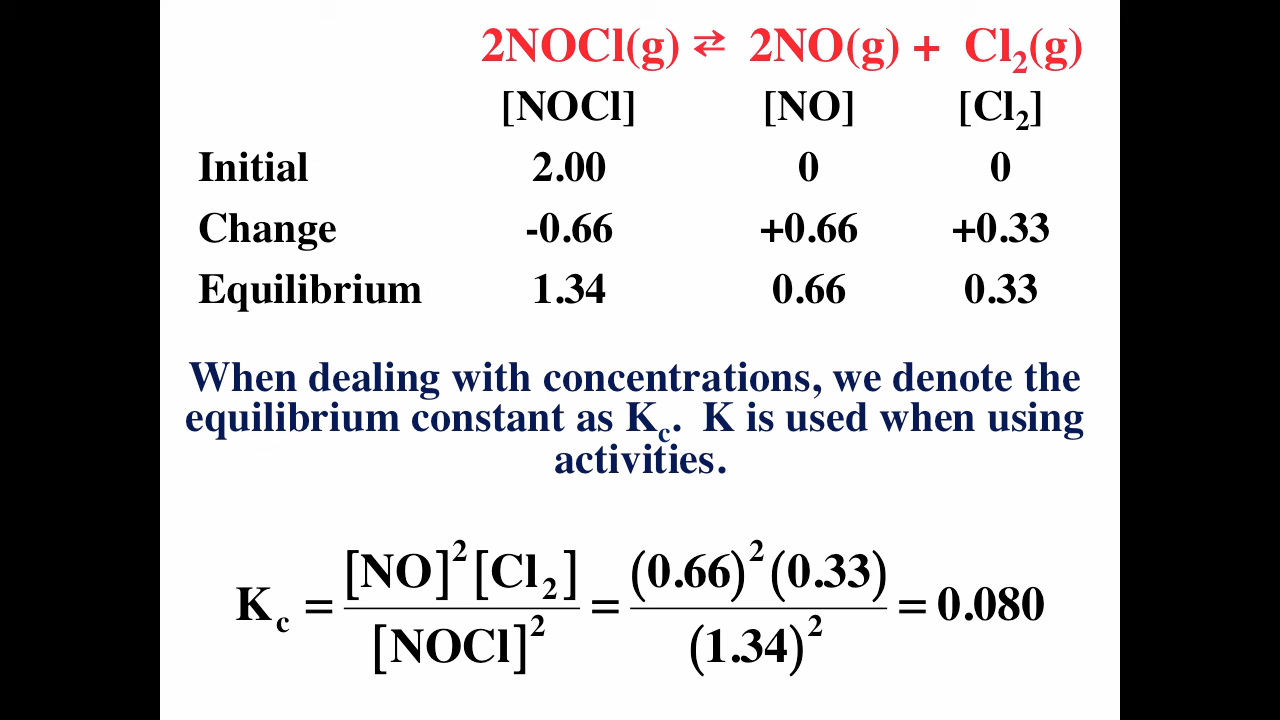 2NOCl(g) ⇄ 2NO(g) + Cl₂(g)
[NOCl] [NO] [Cl₂]
Initial 2.00 0 0
Change -0.66 +0.66 +0.33
Equilibrium 1.34 0.66 0.33
When dealing with concentrations, we denote the
equilibrium constant as K_c. K is used when using
activities.
K_c = [NO]²[Cl₂] / [NOCl]² = (0.66)²(0.33) / (1.34)² = 0.080